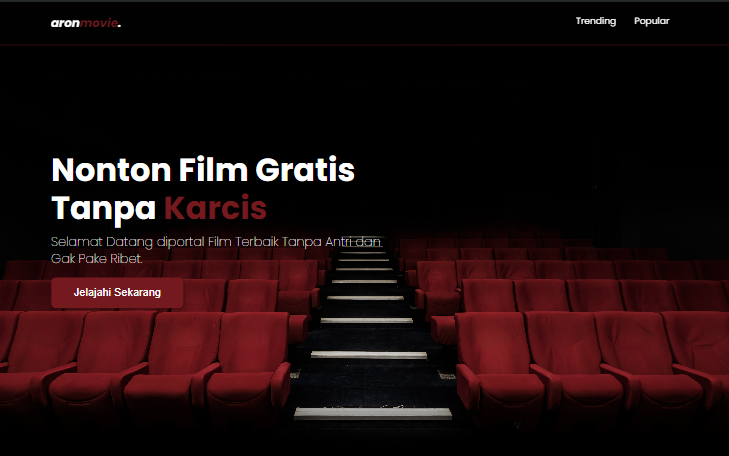 aronmovie.
Trending Popular
Nonton Film Gratis
Tanpa Karcis
Selamat Datang diportal Film Terbaik Tanpa Antri dan
Gak Pake Ribet.
Jelajahi Sekarang